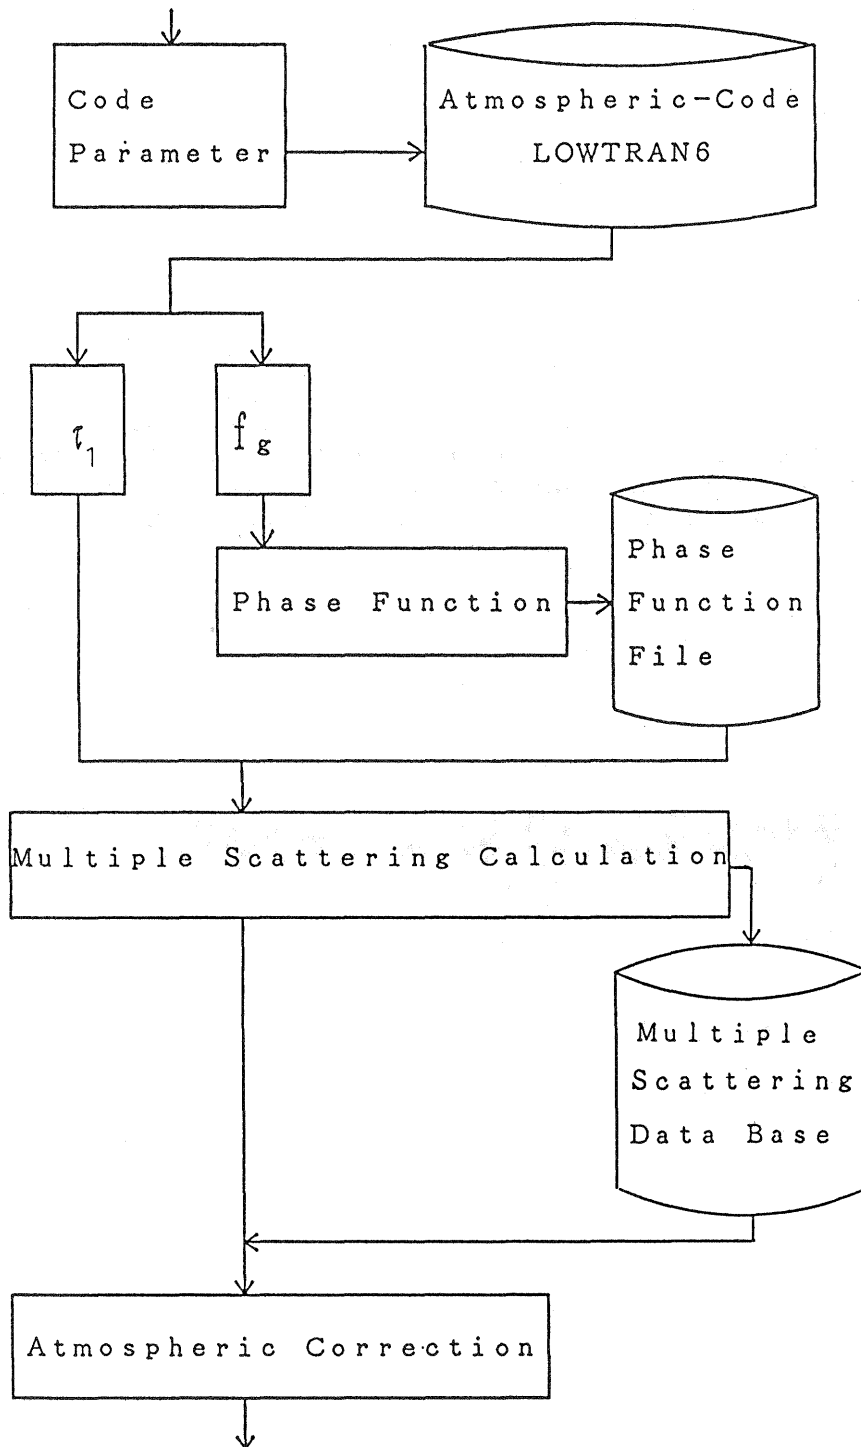 Code
Parameter
Atmospheric-Code
LOWTRAN6
τ1
fg
Phase Function
Phase
Function
File
Multiple Scattering Calculation
Multiple
Scattering
Data Base
Atmospheric Correction